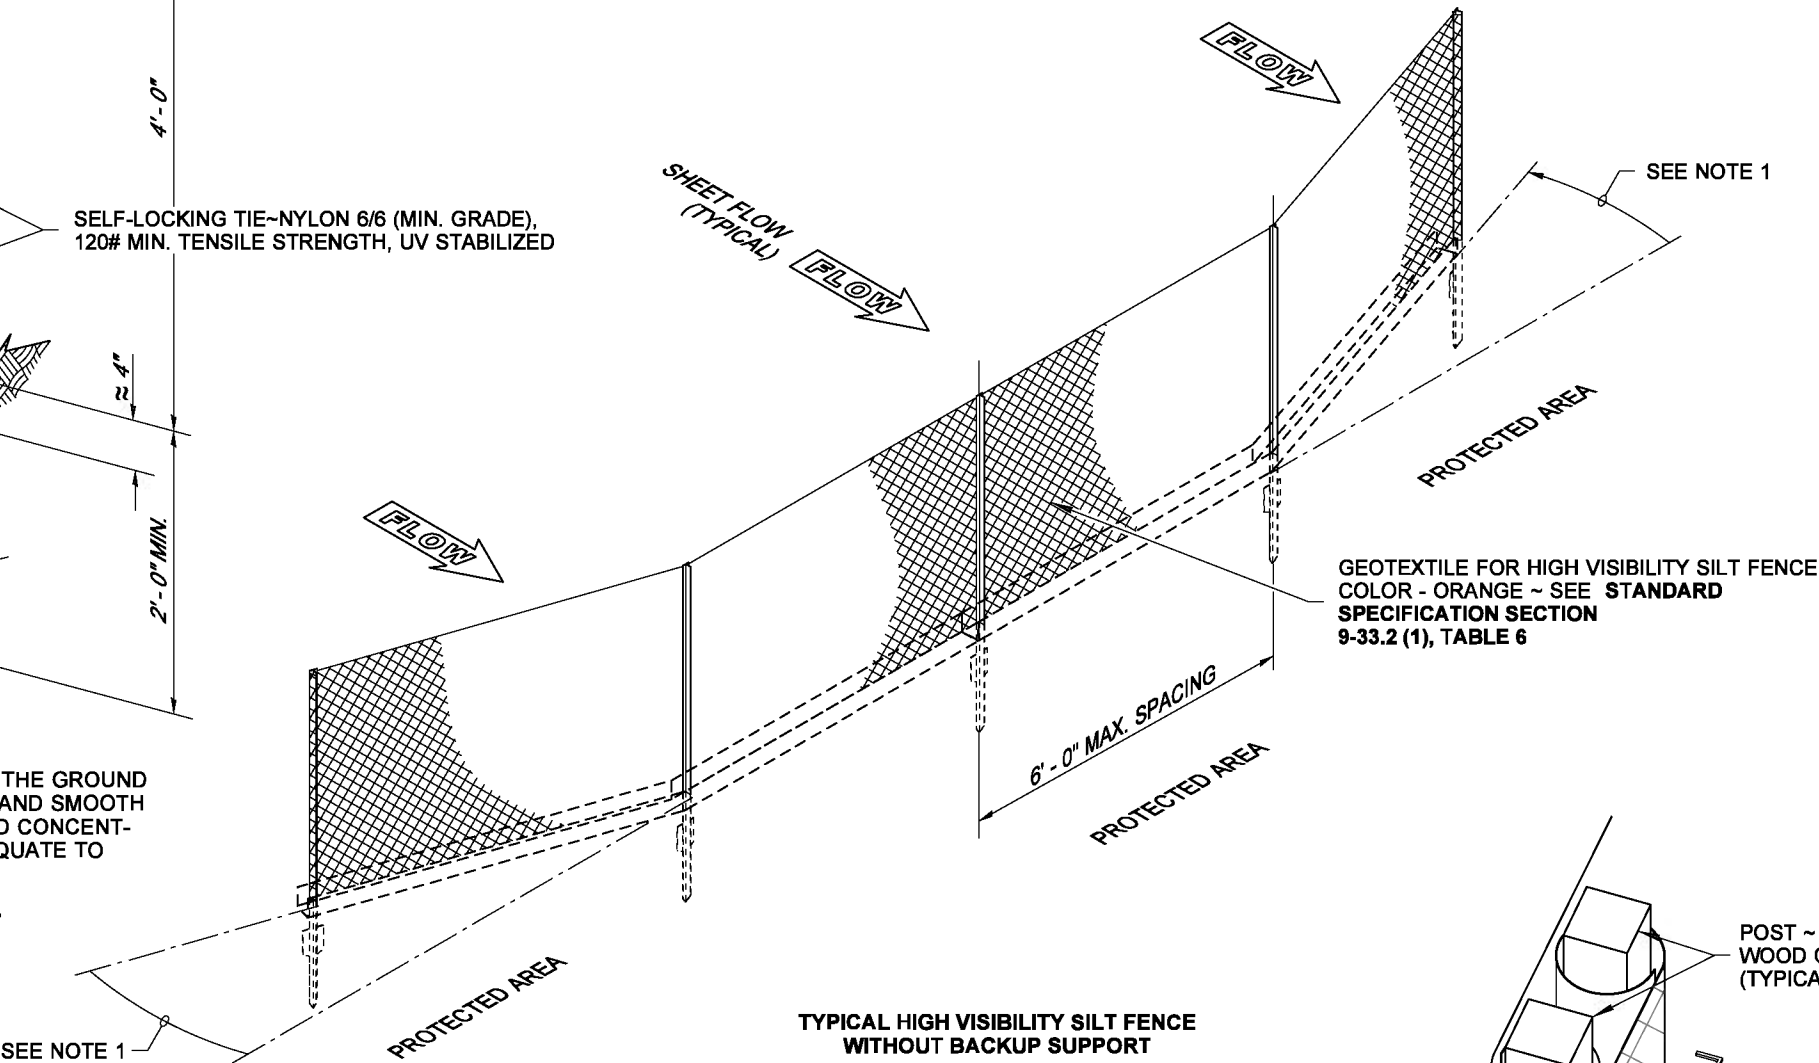 4'- 0"
SELF-LOCKING TIE~NYLON 6/6 (MIN. GRADE),
120# MIN. TENSILE STRENGTH, UV STABILIZED
≈ 4"
2'- 0" MIN.
FLOW
SHEET FLOW
(TYPICAL)
FLOW
FLOW
SEE NOTE 1
PROTECTED AREA
GEOTEXTILE FOR HIGH VISIBILITY SILT FENCE
COLOR - ORANGE ~ SEE STANDARD
SPECIFICATION SECTION
9-33.2 (1), TABLE 6
6' - 0" MAX. SPACING
PROTECTED AREA
THE GROUND
AND SMOOTH
CONCENT-
QUATE TO
PROTECTED AREA
SEE NOTE 1
TYPICAL HIGH VISIBILITY SILT FENCE
WITHOUT BACKUP SUPPORT
POST ~
WOOD
(TYPICA